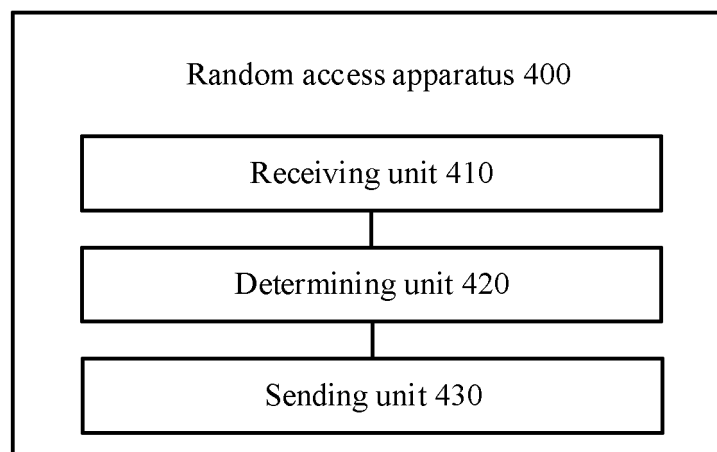 Random access apparatus 400
Receiving unit 410
Determining unit 420
Sending unit 430